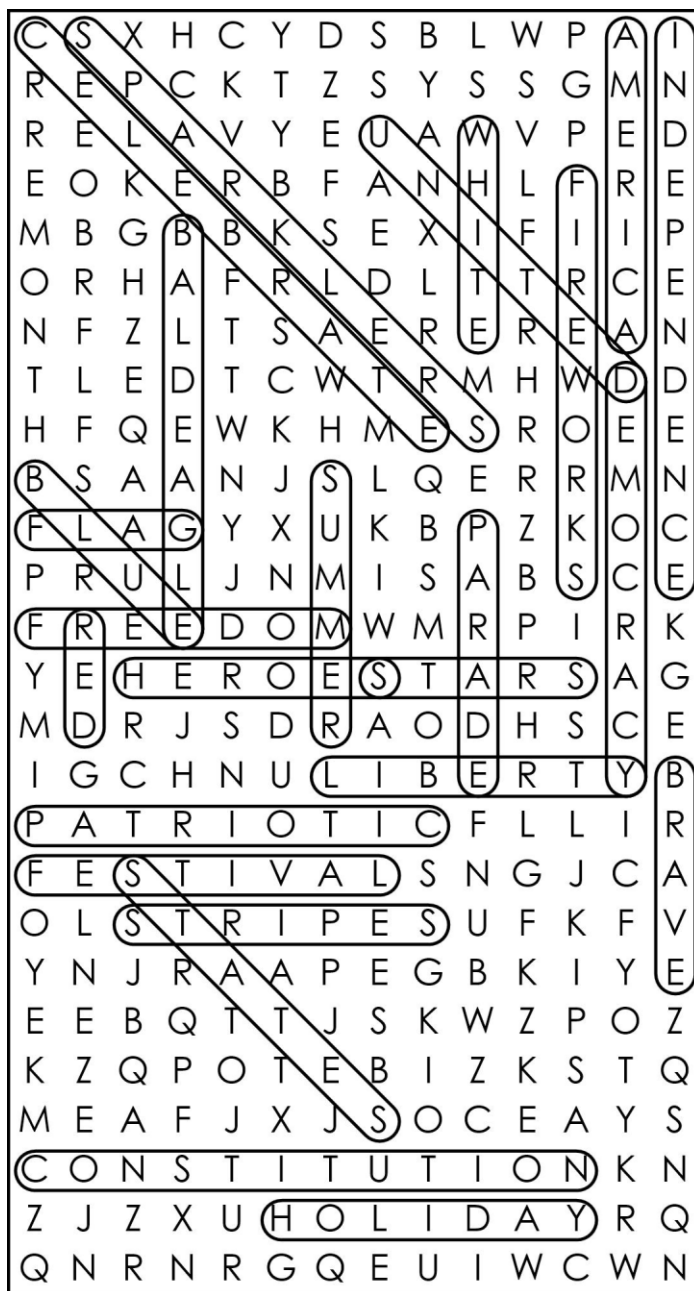 C S X H C Y D S B L W P A I
R E P C K T Z S Y S S G M N
R E L A V Y E U A W V P E D
E O K E R B F A N H L F R E
M B G B B K S E X I F I I P
O R H A F R L D L T T R C E
N F Z L T S A E R E R E A N
T L E D T C W T R M H W D D
H F Q E W K H M E S R O E E
B S A A N J S L Q E R R M N
F L A G Y X U K B P Z K O C
P R U L J N M I S A B S C E
F R E E D O M W M R P I R K
Y E H E R O E S T A R S A G
M D R J S D R A O D H S C E
I G C H N U L I B E R T Y B
P A T R I O T I C F L L I R
F E S T I V A L S N G J C A
O L S T R I P E S U F K F V
Y N J R A A P E G B K I Y E
E E B Q T T J S K W Z P O Z
K Z Q P O T E B I Z K S T Q
M E A F J X J S O C E A Y S
C O N S T I T U T I O N K N
Z J Z X U H O L I D A Y R Q
Q N R N R G Q E U I W C W N